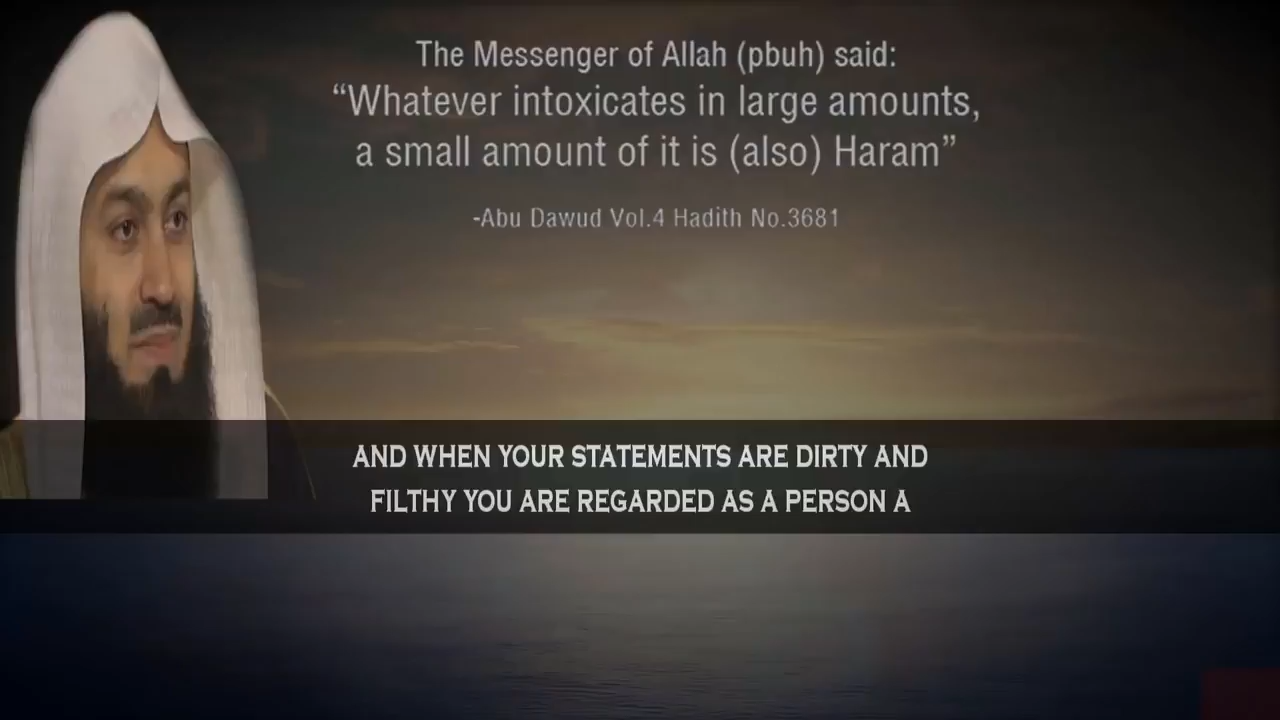 The Messenger of Allah (pbuh) said:
“Whatever intoxicates in large amounts,
a small amount of it is (also) Haram”
-Abu Dawud Vol.4 Hadith No.3681
AND WHEN YOUR STATEMENTS ARE DIRTY AND
FILTHY YOU ARE REGARDED AS A PERSON A